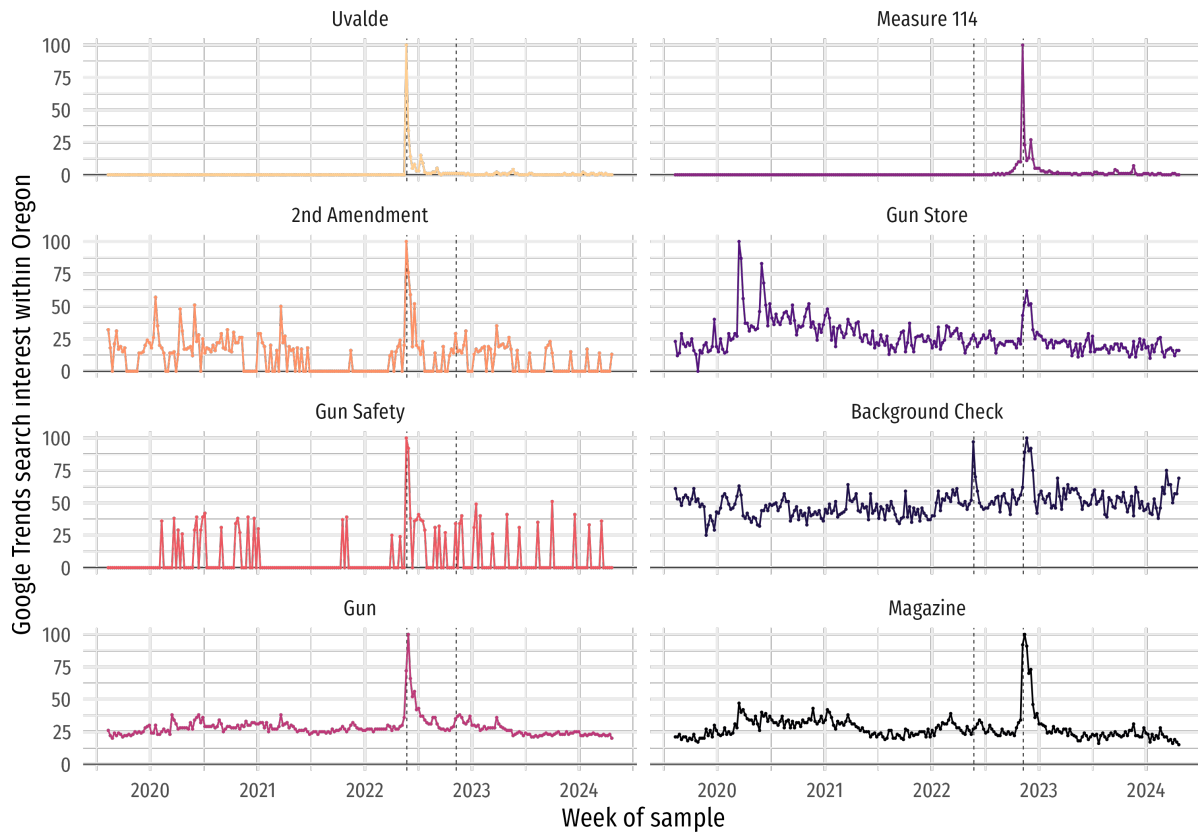 Uvalde
Measure 114
100
75
50
25
0
2nd Amendment
Gun Store
100
75
50
25
0
Gun Safety
Background Check
100
75
50
25
0
Gun
Magazine
100
75
50
25
0
2020 2021 2022 2023 2024 2020 2021 2022 2023 2024
Week of sample
Google Trends search interest within Oregon